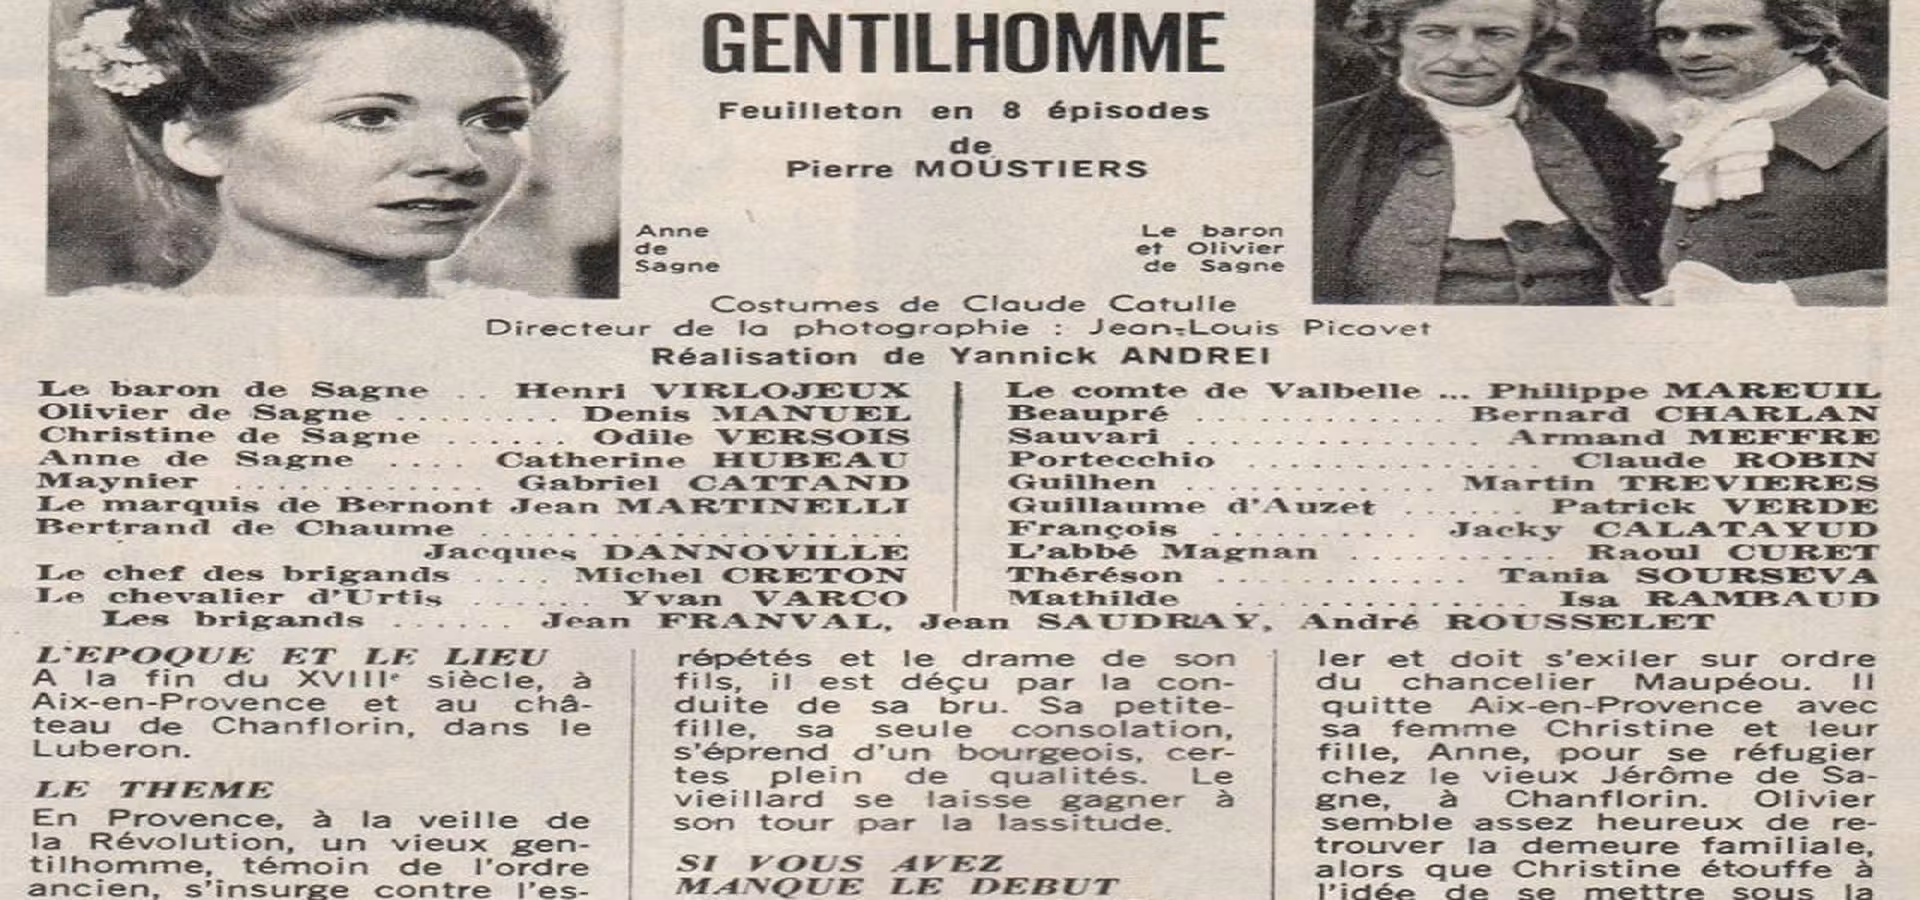 GENTILHOMME
Feuilleton en 8 épisodes
de
Pierre MOUSTIERS
Anne
de
Sagne
Le baron
et Olivier
de Sagne
Costumes de Claude Catulle
Directeur de la photographie : Jean-Louis Picavet
Réalisation de Yannick ANDREI
Le baron de Sagne .. Henri VIRLOJEUX
Olivier de Sagne ........ Denis MANUEL
Christine de Sagne ...... Odile VERSOIS
Anne de Sagne .... Catherine HUBEAU
Maynier ............ Gabriel CATTAND
Le marquis de Bernont Jean MARTINELLI
Bertrand de Chaume ....................
Jacques DANNOVILLE
Le chef des brigands .... Michel CRETON
Le chevalier d'Urtis ...... Yvan VARCO
Le comte de Valbelle ... Philippe MAREUIL
Beaupré ............. Bernard CHARLAN
Sauvari ............... Armand MEFFRE
Portecchio ............... Claude ROBIN
Guilhen ............. Martin TREVIERES
Guillaume d'Auzet ...... Patrick VERDE
François ........... Jacky CALATAYUD
L'abbé Magnan .......... Raoul CURET
Théréson ............. Tania SOURSEVA
Mathilde ............... Isa RAMBAUD
Les brigands ...... Jean FRANVAL, Jean SAUDRAY, André ROUSSELET
L'EPOQUE ET LE LIEU
A la fin du XVIIIe siècle, à
Aix-en-Provence et au châ-
teau de Chanflorin, dans le
Luberon.
LE THEME
En Provence, à la veille de
la Révolution, un vieux gen-
tilhomme, témoin de l'ordre
ancien, s'insurge contre l'es-
répétés et le drame de son
fils, il est déçu par la con-
duite de sa bru. Sa petite-
fille, sa seule consolation,
s'éprend d'un bourgeois, cer-
tes plein de qualités. Le
vieillard se laisse gagner à
son tour par la lassitude.
SI VOUS AVEZ
MANQUE LE DEBUT
ler et doit s'exiler sur ordre
du chancelier Maupéou. Il
quitte Aix-en-Provence avec
sa femme Christine et leur
fille, Anne, pour se réfugier
chez le vieux Jérôme de Sa-
gne, à Chanflorin. Olivier
semble assez heureux de re-
trouver la demeure familiale,
alors que Christine étouffe à
l'idée de se mettre sous la